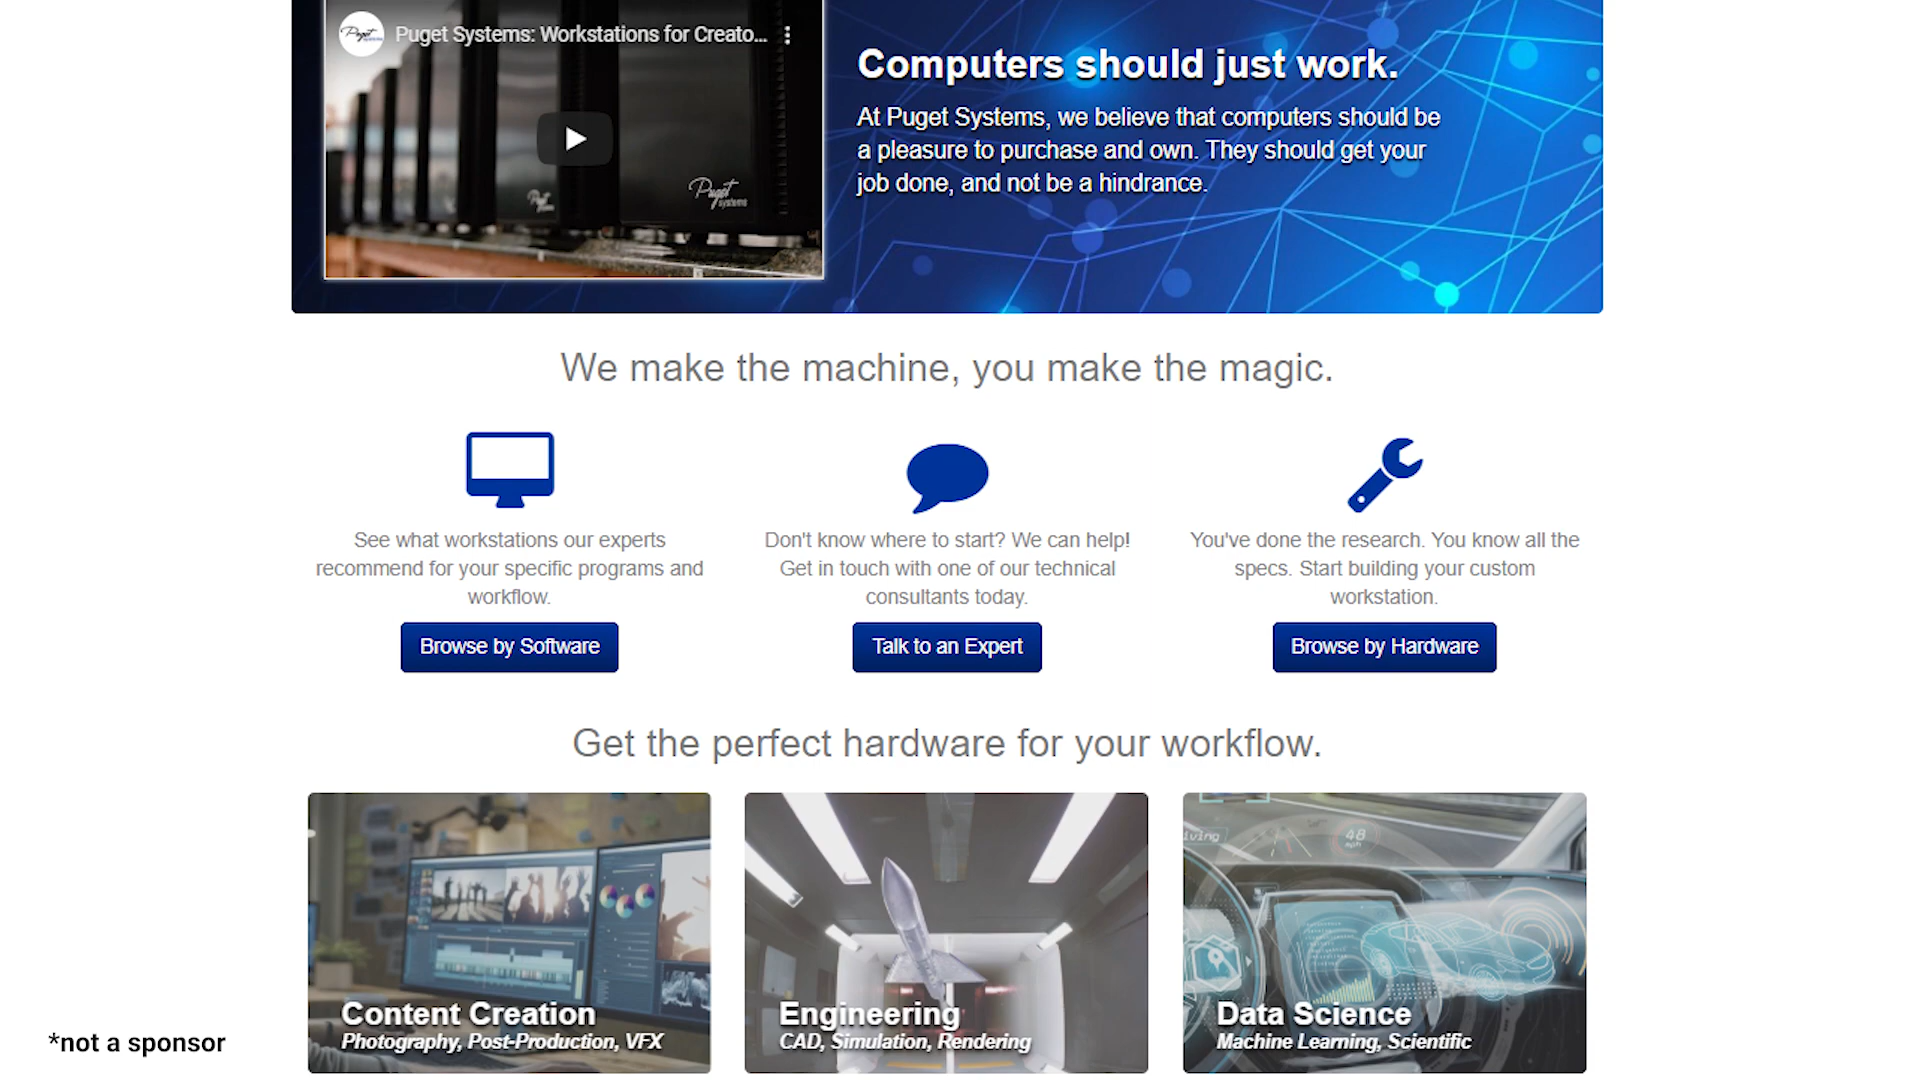 Puget Systems: Workstations for Creato...
Puget
systems
Puget
systems
Computers should just work.
At Puget Systems, we believe that computers should be
a pleasure to purchase and own. They should get your
job done, and not be a hindrance.
We make the machine, you make the magic.
See what workstations our experts
recommend for your specific programs and
workflow.
Browse by Software
Don't know where to start? We can help!
Get in touch with one of our technical
consultants today.
Talk to an Expert
You've done the research. You know all the
specs. Start building your custom
workstation.
Browse by Hardware
Get the perfect hardware for your workflow.
Content Creation
Photography, Post-Production, VFX
Engineering
CAD, Simulation, Rendering
48
mph
Data Science
Machine Learning, Scientific
*not a sponsor